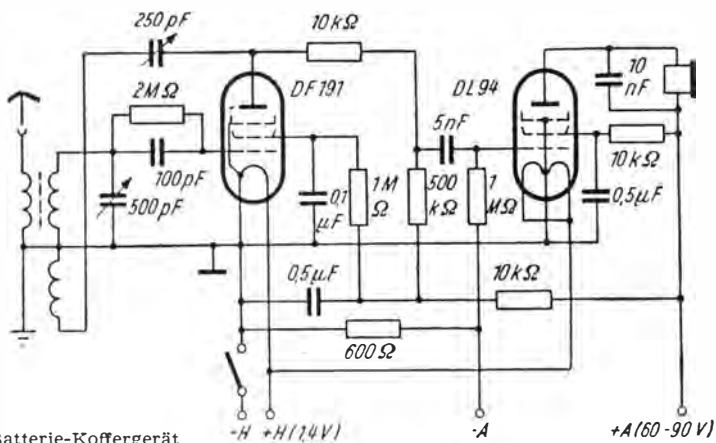 250 pF
10 kΩ
DF 191
DL 94
10
nF
2 MΩ
5 nF
100 pF
500 pF
0,1
µF
1 M
Ω
500
kΩ
1
MΩ
10 kΩ
0,5 µF
0,5 µF
10 kΩ
600 Ω
-H
+H (1,4 V)
-A
+A (60-90 V)
Batterie-Koffergerät